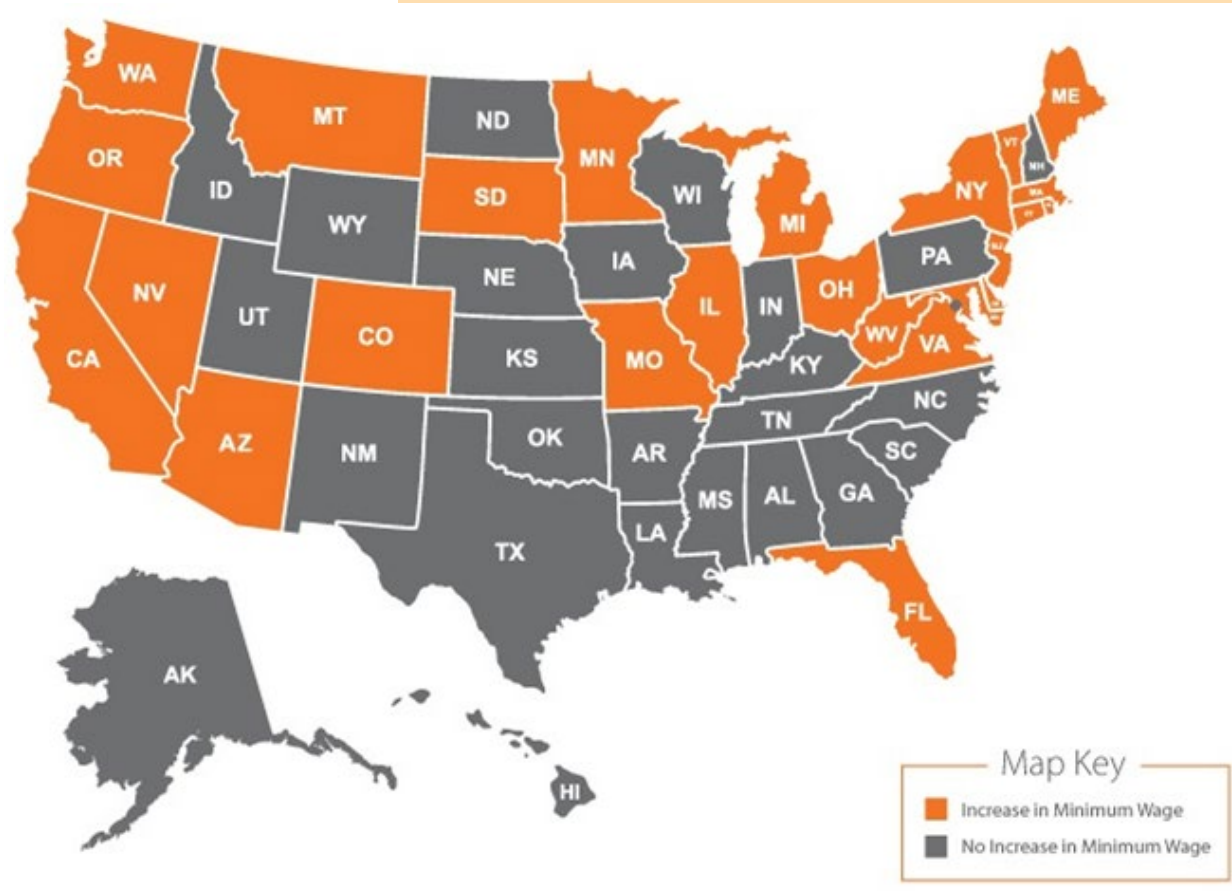 WA
MT
ND
MN
ME
OR
ID
SD
WI
VT
NH
WY
MI
NY
MA
CT
NV
UT
NE
IA
PA
NJ
CO
IL
IN
OH
CA
KS
MO
WV
VA
KY
AZ
NM
OK
AR
TN
NC
SC
TX
LA
MS
AL
GA
FL
AK
HI
Map Key
Increase in Minimum Wage
No Increase in Minimum Wage